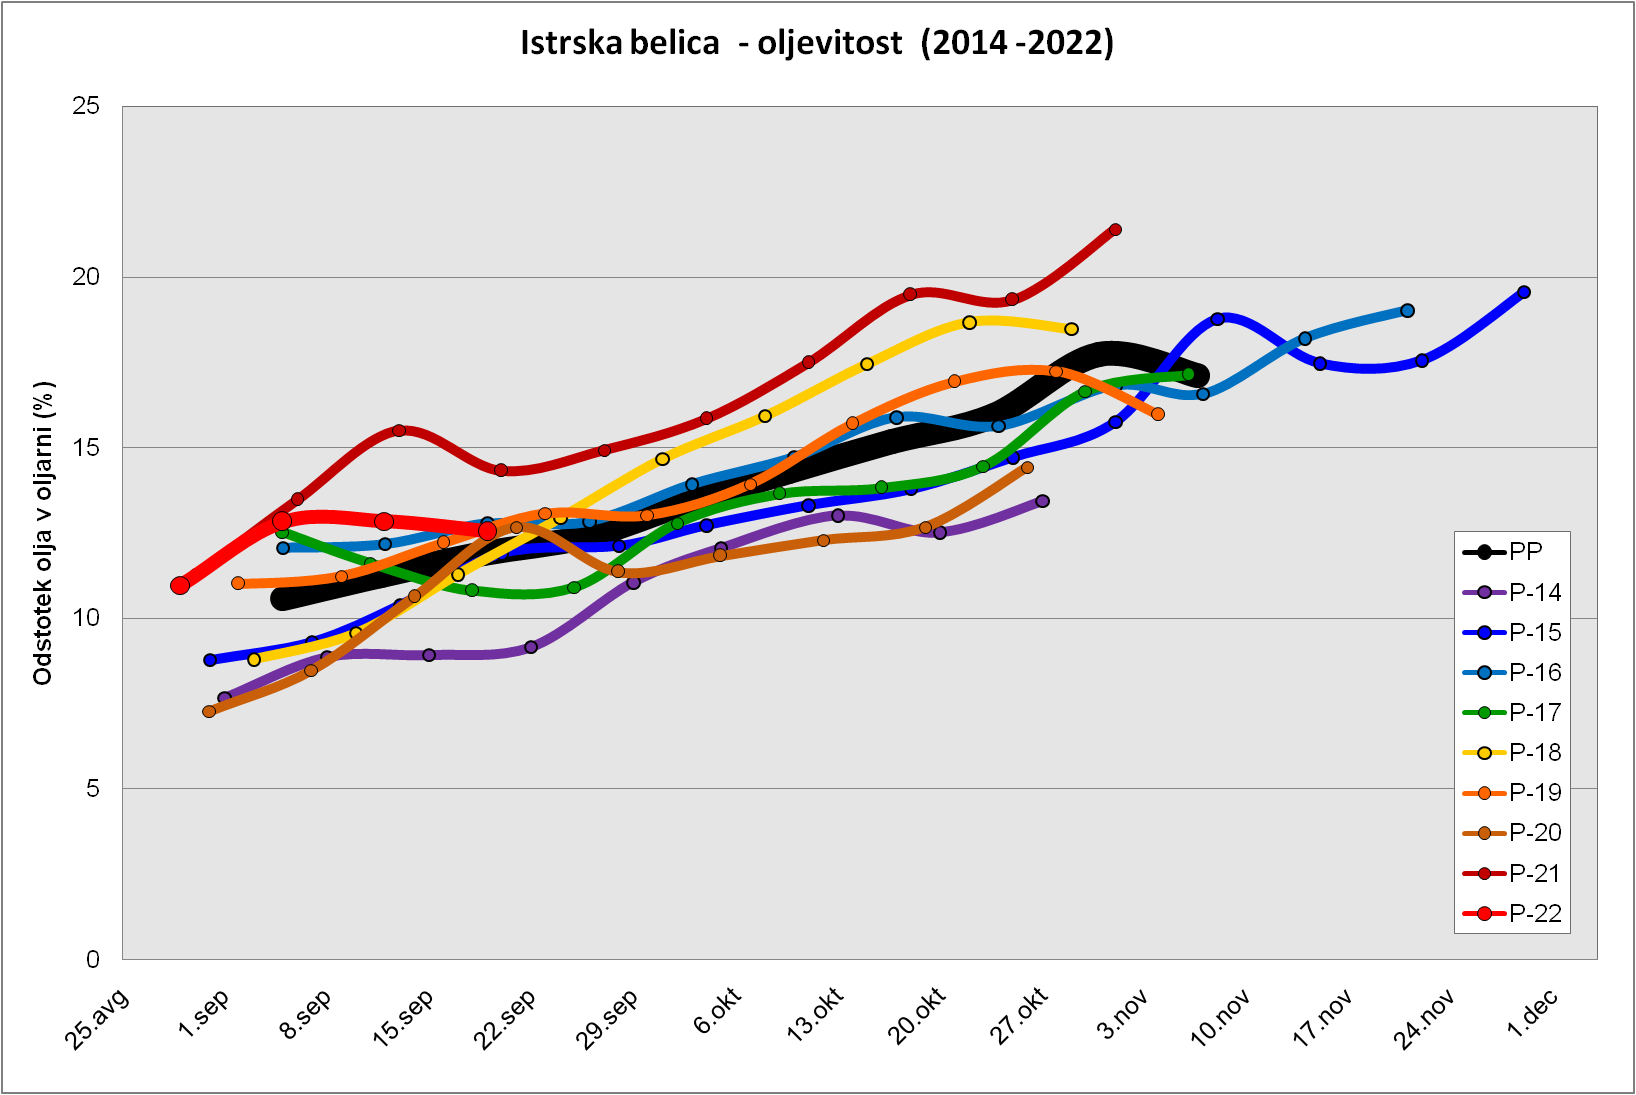 Istrska belica - oljevitost (2014 -2022)
Odstotek olja v oljarni (%)
25
20
15
10
5
0
25.avg
1.sep
8.sep
15.sep
22.sep
29.sep
6.okt
13.okt
20.okt
27.okt
3.nov
10.nov
17.nov
24.nov
1.dec
PP
P-14
P-15
P-16
P-17
P-18
P-19
P-20
P-21
P-22